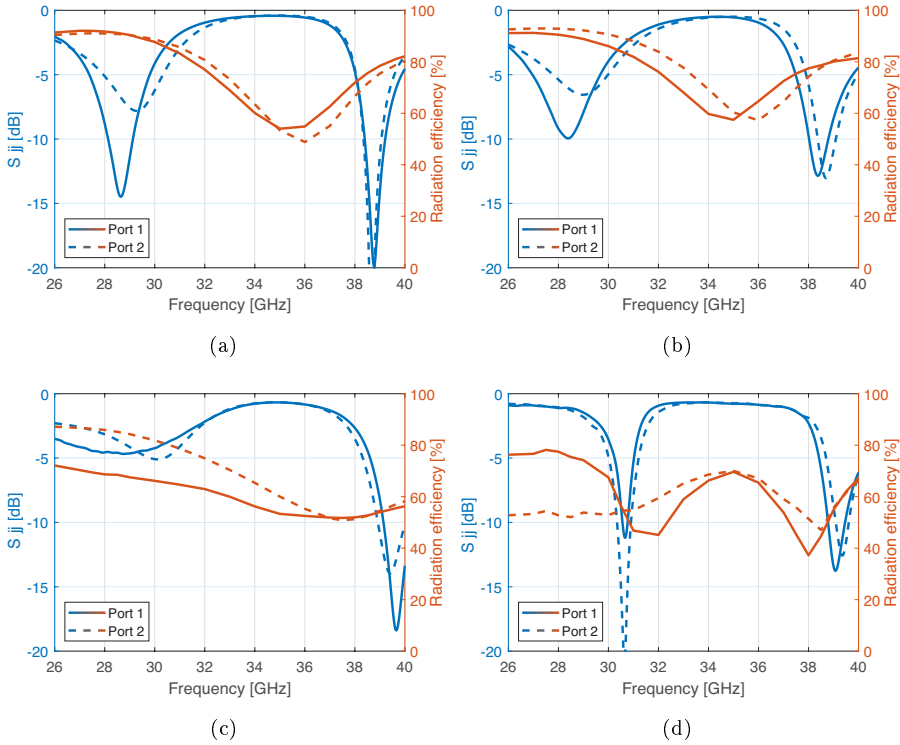 0 100 0 100
80 80
-5 -5
60 60
S jj [dB] Radiation efficiency [%] S jj [dB] Radiation efficiency [%]
-10 -10
40 40
-15 -15
Port 1 20 Port 1 20
Port 2 Port 2
-20 0 -20 0
26 28 30 32 34 36 38 40 26 28 30 32 34 36 38 40
Frequency [GHz] Frequency [GHz]
(a) (b)
0 100 0 100
80 80
-5 -5
60 60
S jj [dB] Radiation efficiency [%] S jj [dB] Radiation efficiency [%]
-10 -10
40 40
-15 -15
Port 1 20 Port 1 20
Port 2 Port 2
-20 0 -20 0
26 28 30 32 34 36 38 40 26 28 30 32 34 36 38 40
Frequency [GHz] Frequency [GHz]
(c) (d)